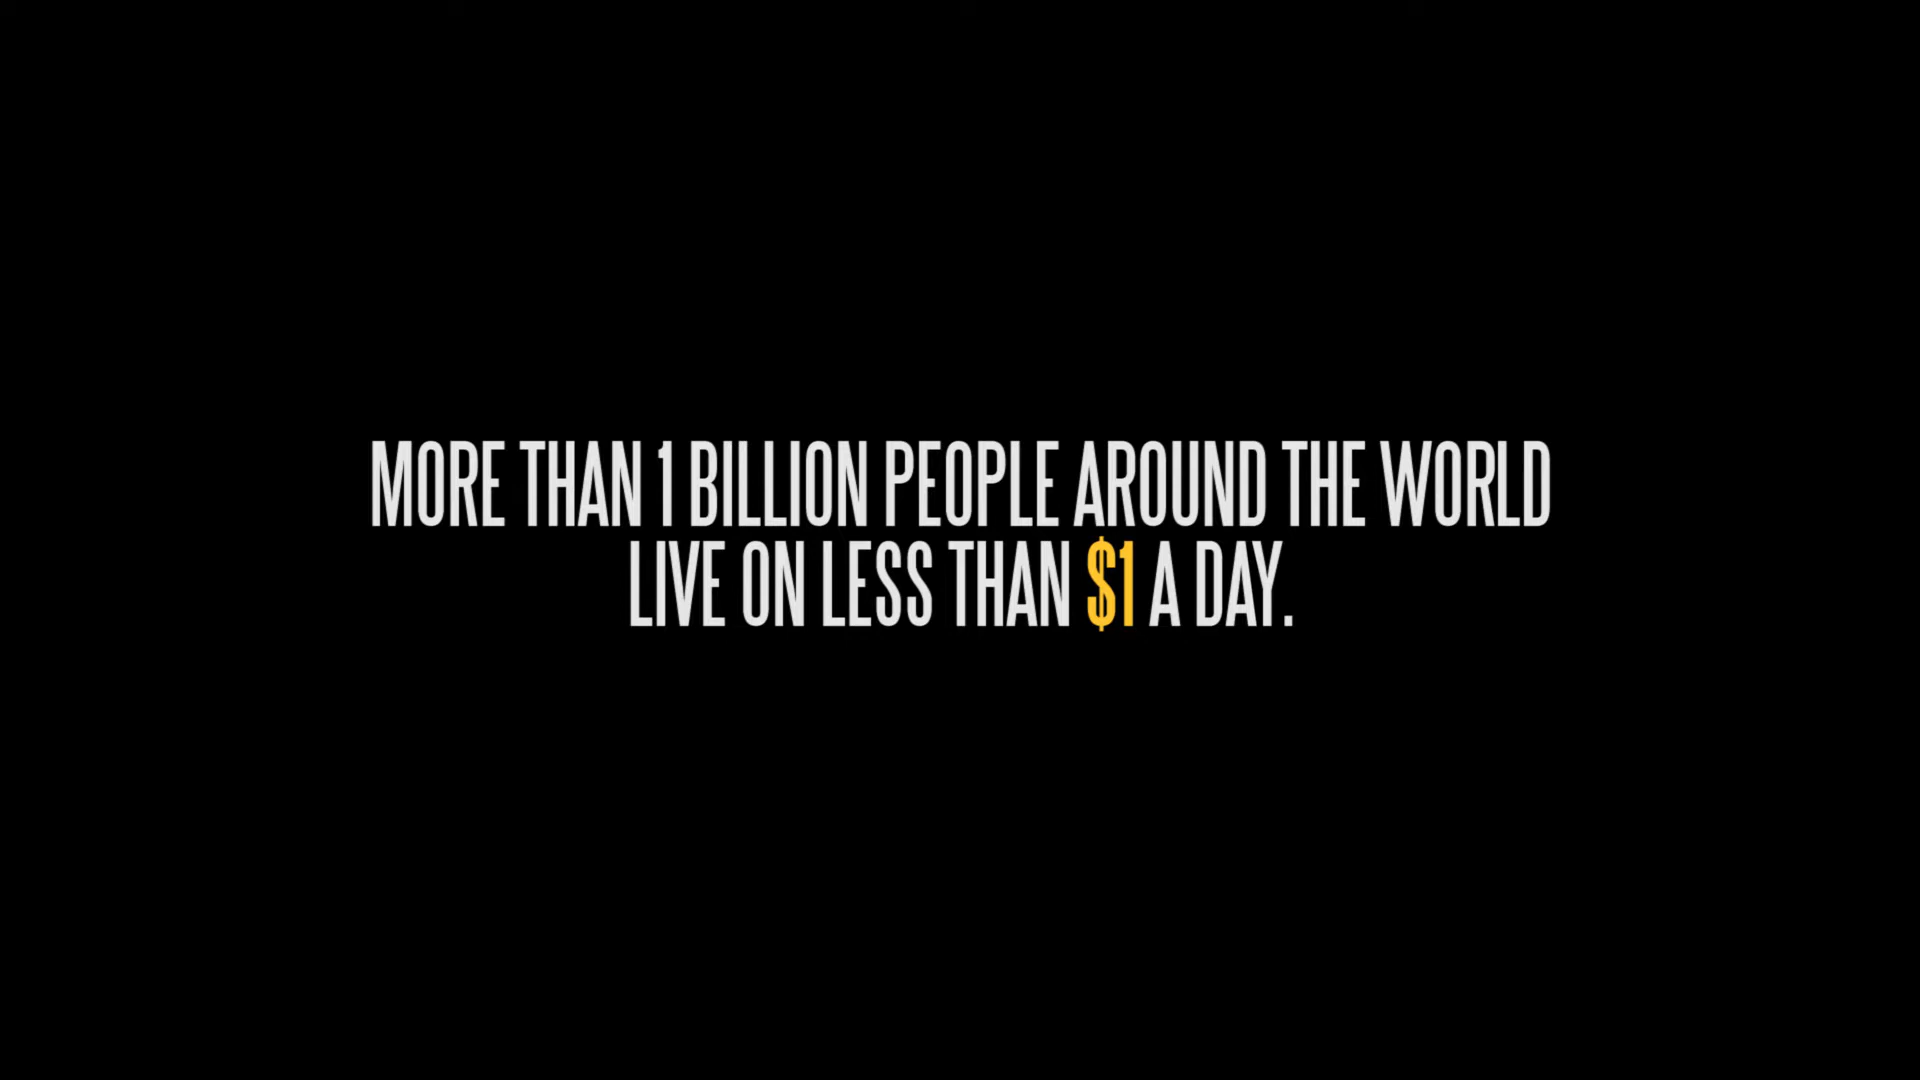 MORE THAN 1 BILLION PEOPLE AROUND THE WORLD
LIVE ON LESS THAN $1 A DAY.